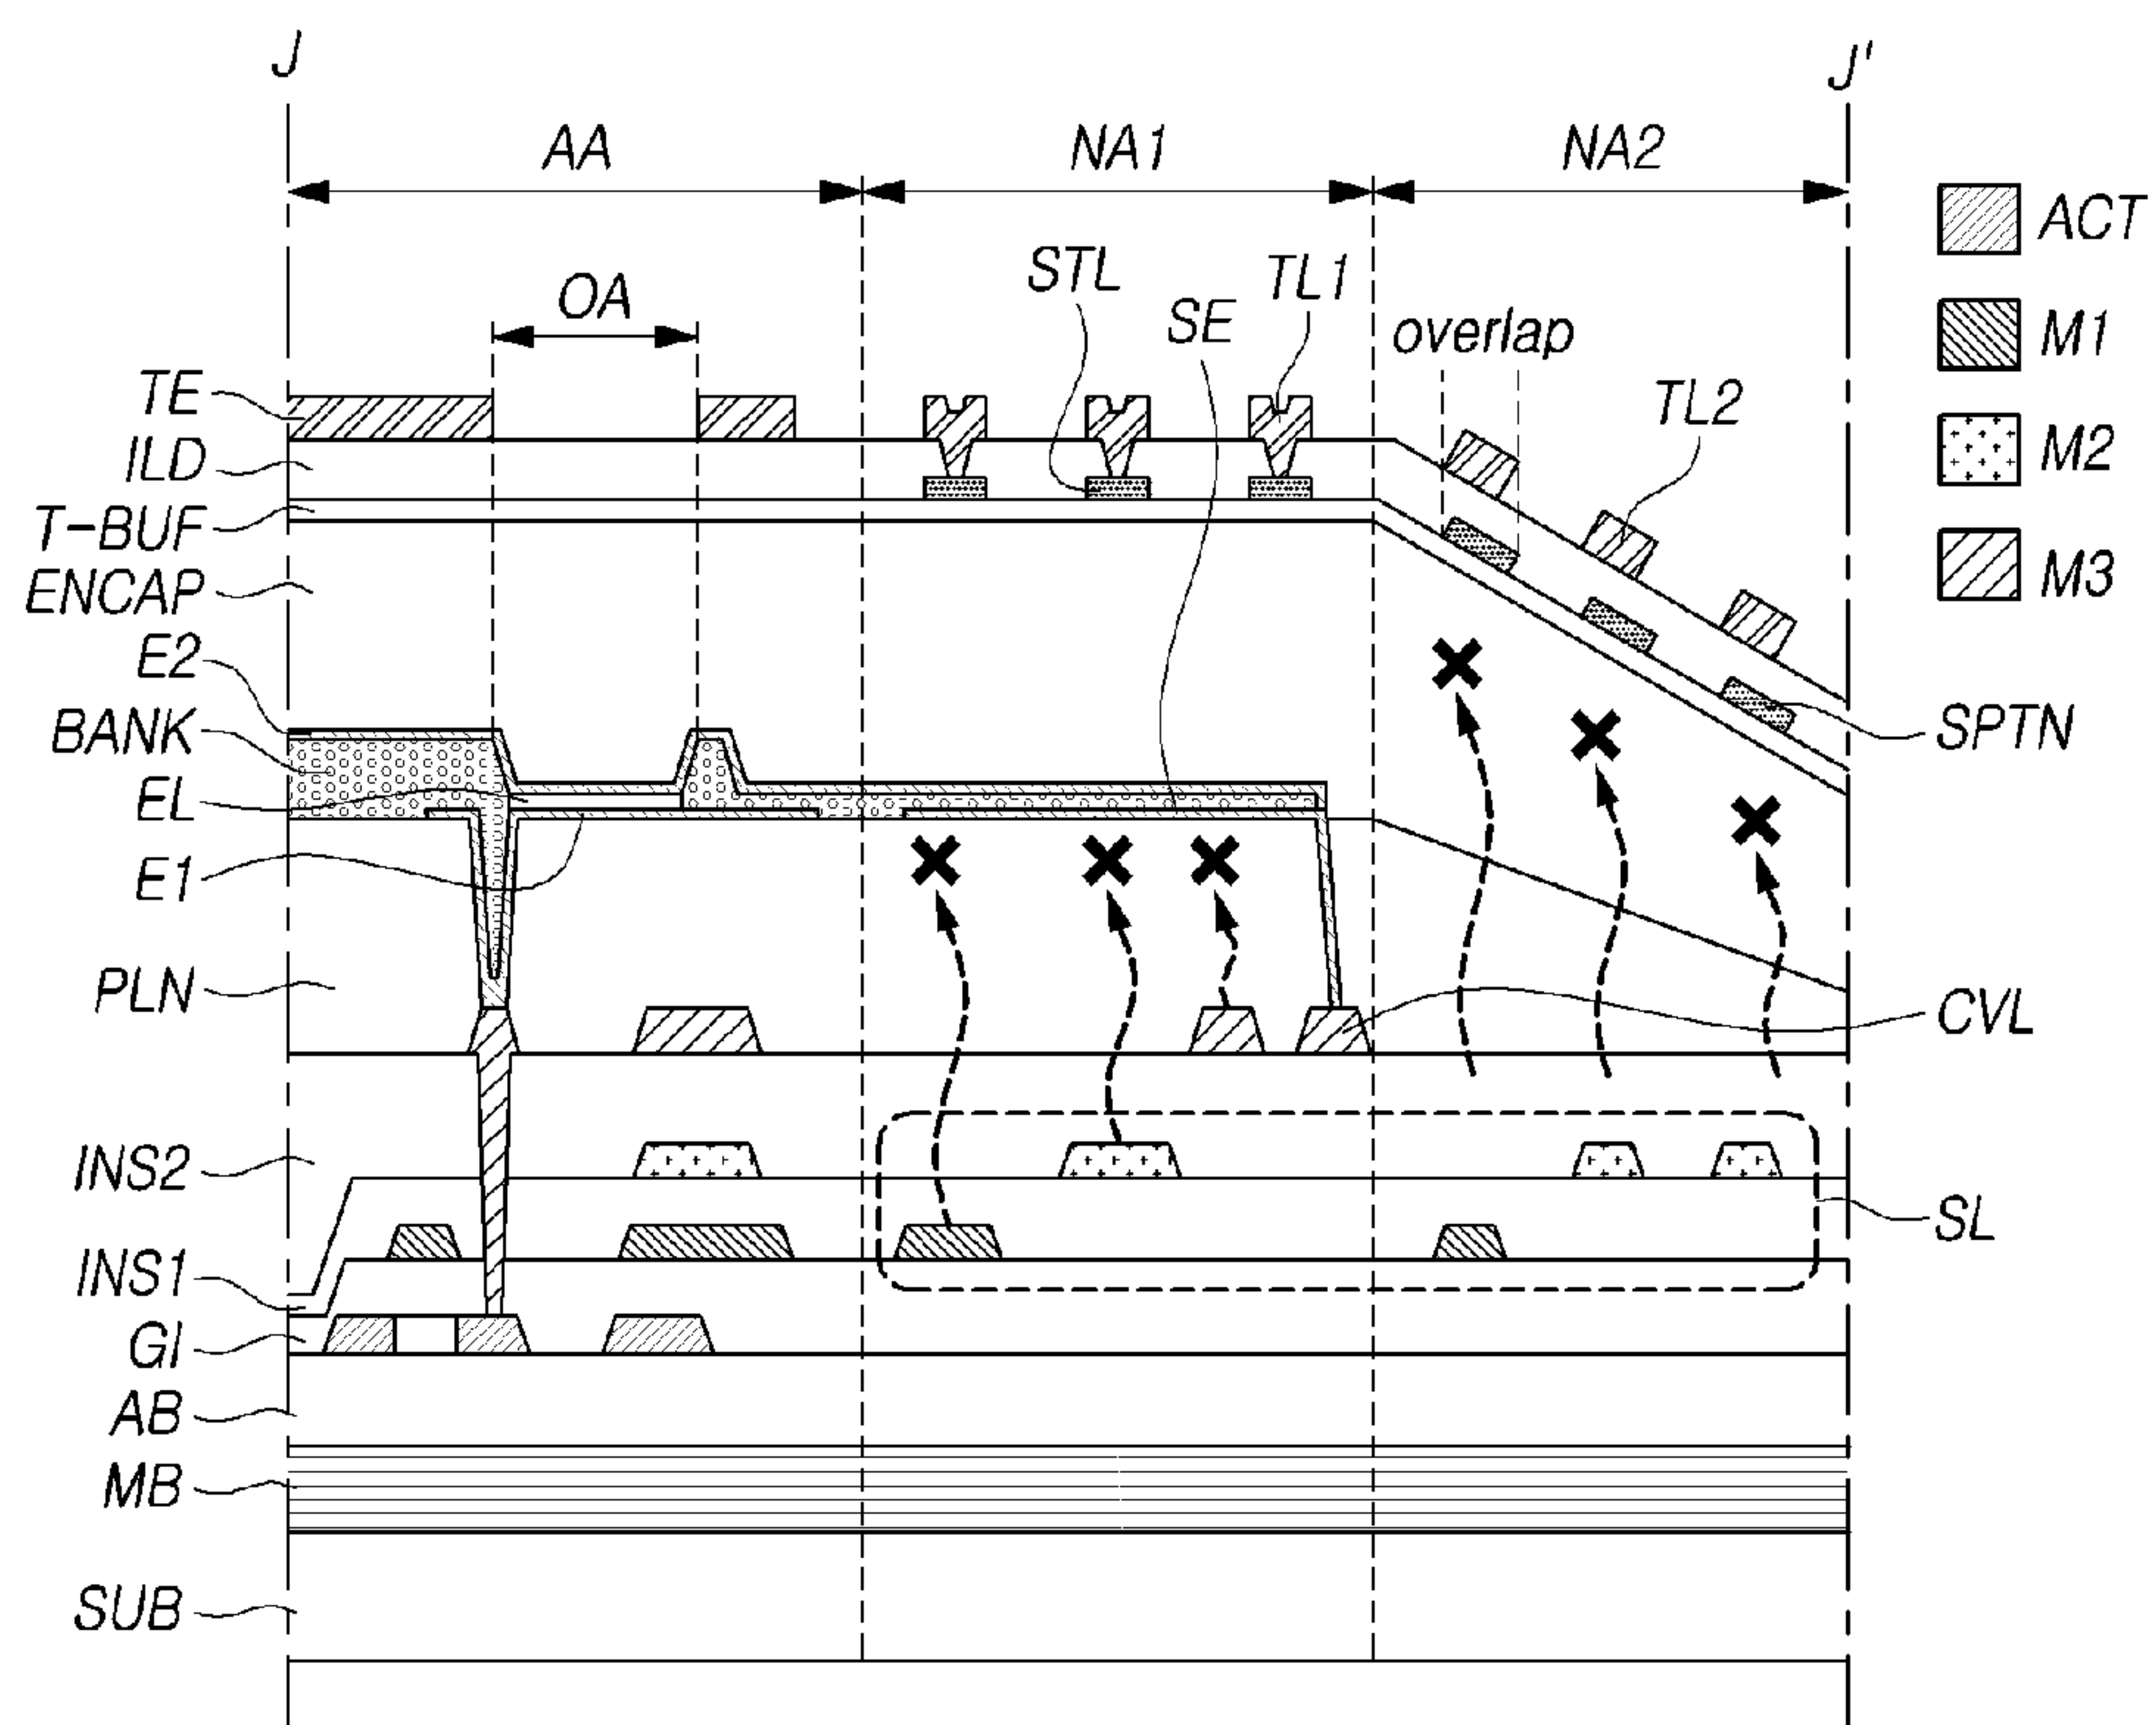 J
J'
AA
NA1
NA2
ACT
M1
M2
M3
OA
STL
SE
TL1
overlap
TL2
TE
ILD
T-BUF
ENCAP
E2
BANK
EL
E1
PLN
INS2
INS1
GI
AB
MB
SUB
SPTN
CVL
SL